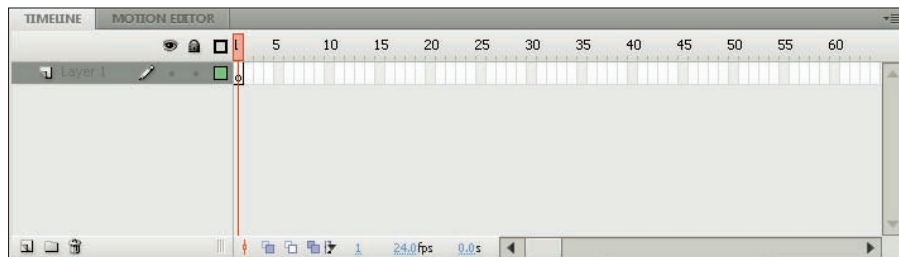 TIMELINE MOTION EDITOR
1 5 10 15 20 25 30 35 40 45 50 55 60
Layer 1
1 24.0fps 0.0s